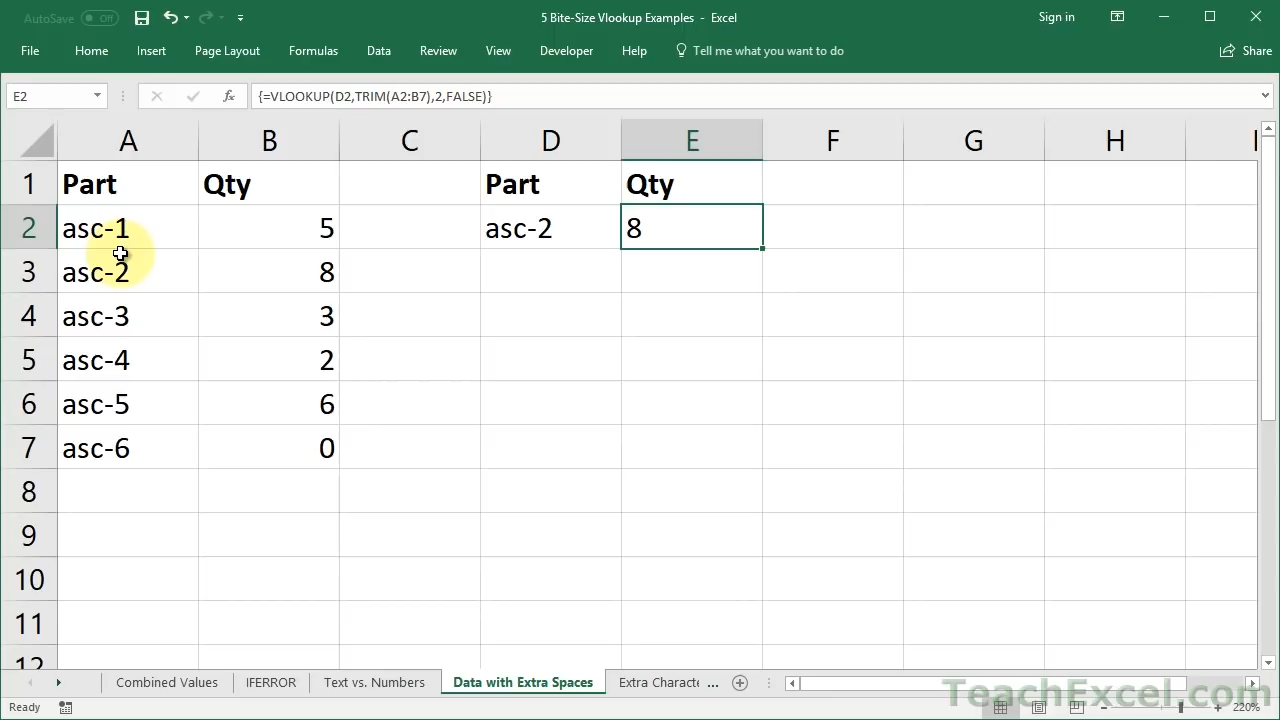 AutoSave Off 5 Bite-Size Vlookup Examples - Excel Sign in
File Home Insert Page Layout Formulas Data Review View Developer Help Tell me what you want to do Share
E2 fx {=VLOOKUP(D2,TRIM(A2:B7),2,FALSE)}
A B C D E F G H I
1 Part Qty Part Qty
2 asc-1 5 asc-2 8
3 asc-2 8
4 asc-3 3
5 asc-4 2
6 asc-5 6
7 asc-6 0
8
9
10
11
12
Combined Values IFERROR Text vs. Numbers Data with Extra Spaces Extra Characte ...
TeachExcel.com
Ready 220%